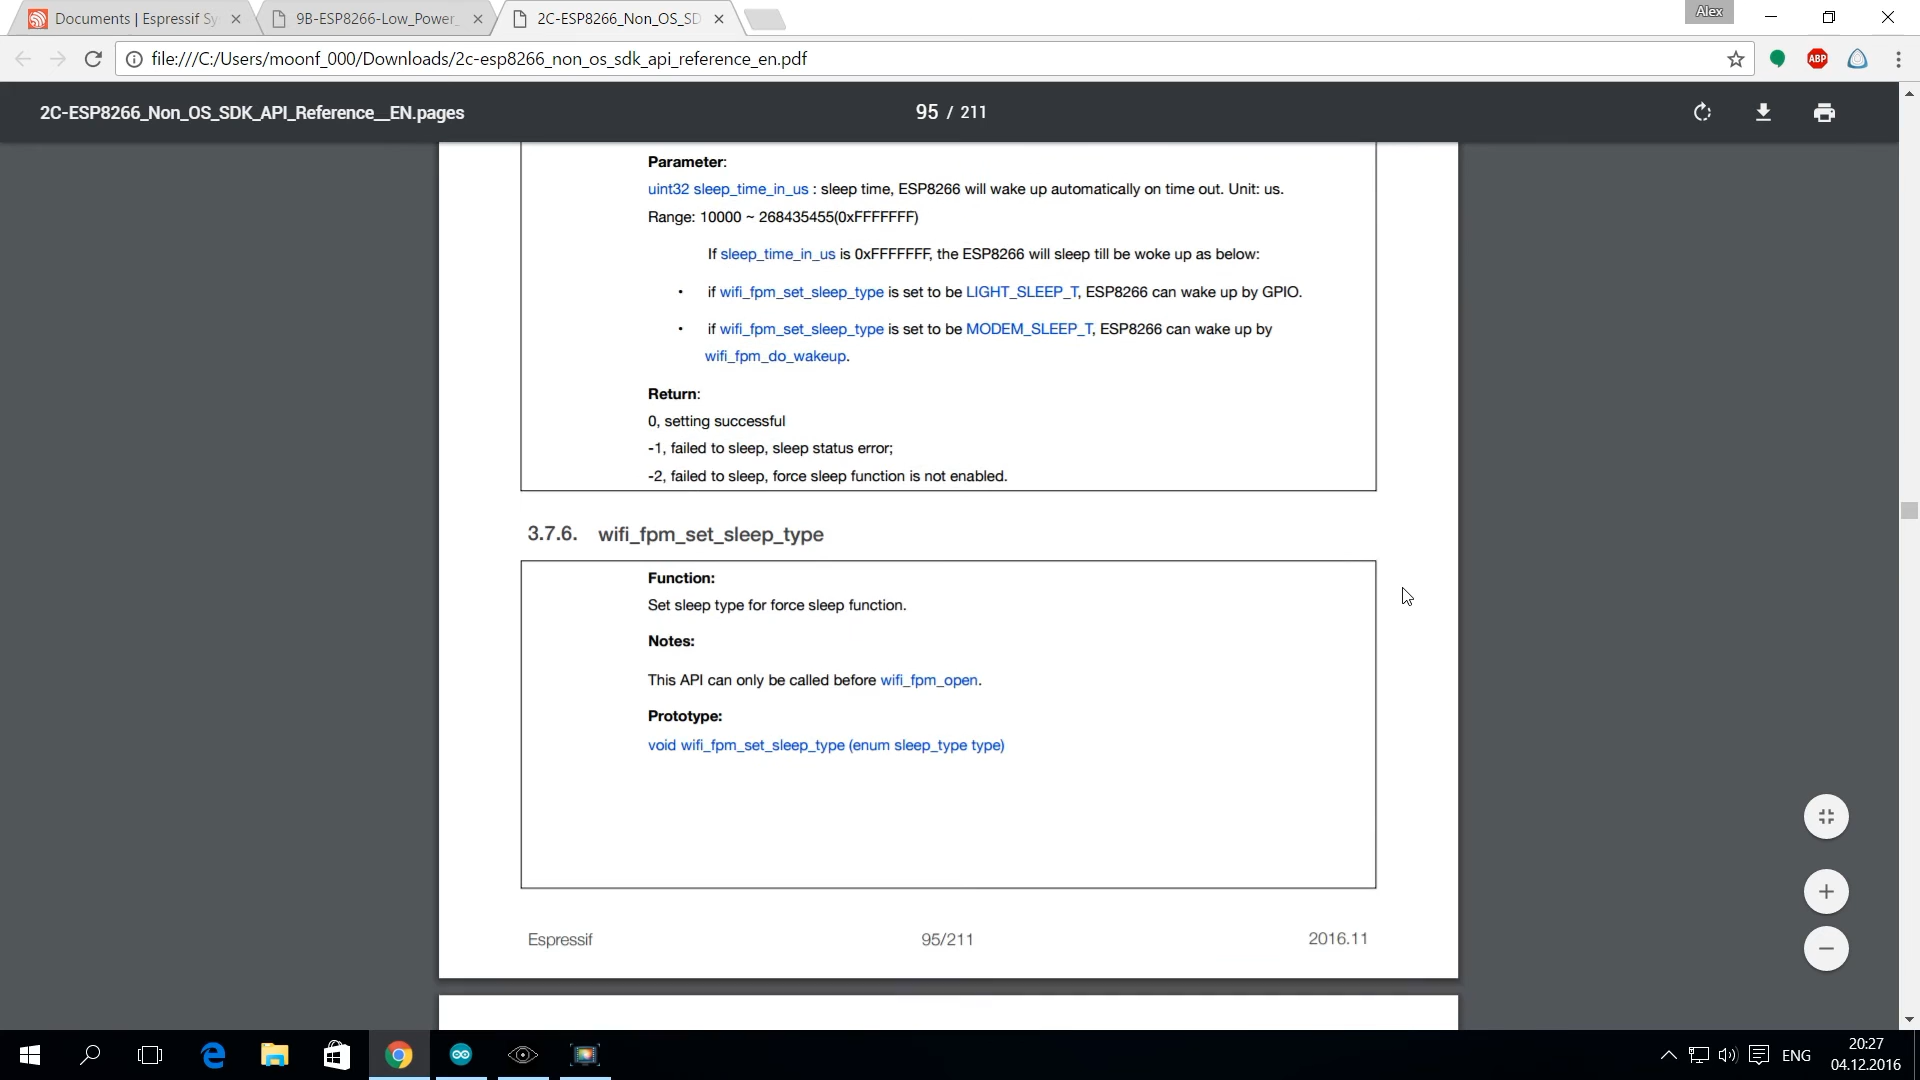 Documents | Espressif Sy
9B-ESP8266-Low_Power_
2C-ESP8266_Non_OS_SD
Alex
file:///C:/Users/moonf_000/Downloads/2c-esp8266_non_os_sdk_api_reference_en.pdf
ABP
2C-ESP8266_Non_OS_SDK_API_Reference__EN.pages
95 / 211
Parameter:
uint32 sleep_time_in_us : sleep time, ESP8266 will wake up automatically on time out. Unit: us.
Range: 10000 ~ 268435455(0xFFFFFFF)
If sleep_time_in_us is 0xFFFFFFF, the ESP8266 will sleep till be woke up as below:
• if wifi_fpm_set_sleep_type is set to be LIGHT_SLEEP_T, ESP8266 can wake up by GPIO.
• if wifi_fpm_set_sleep_type is set to be MODEM_SLEEP_T, ESP8266 can wake up by
wifi_fpm_do_wakeup.
Return:
0, setting successful
-1, failed to sleep, sleep status error;
-2, failed to sleep, force sleep function is not enabled.
3.7.6. wifi_fpm_set_sleep_type
Function:
Set sleep type for force sleep function.
Notes:
This API can only be called before wifi_fpm_open.
Prototype:
void wifi_fpm_set_sleep_type (enum sleep_type type)
Espressif
95/211
2016.11
ENG
20:27
04.12.2016